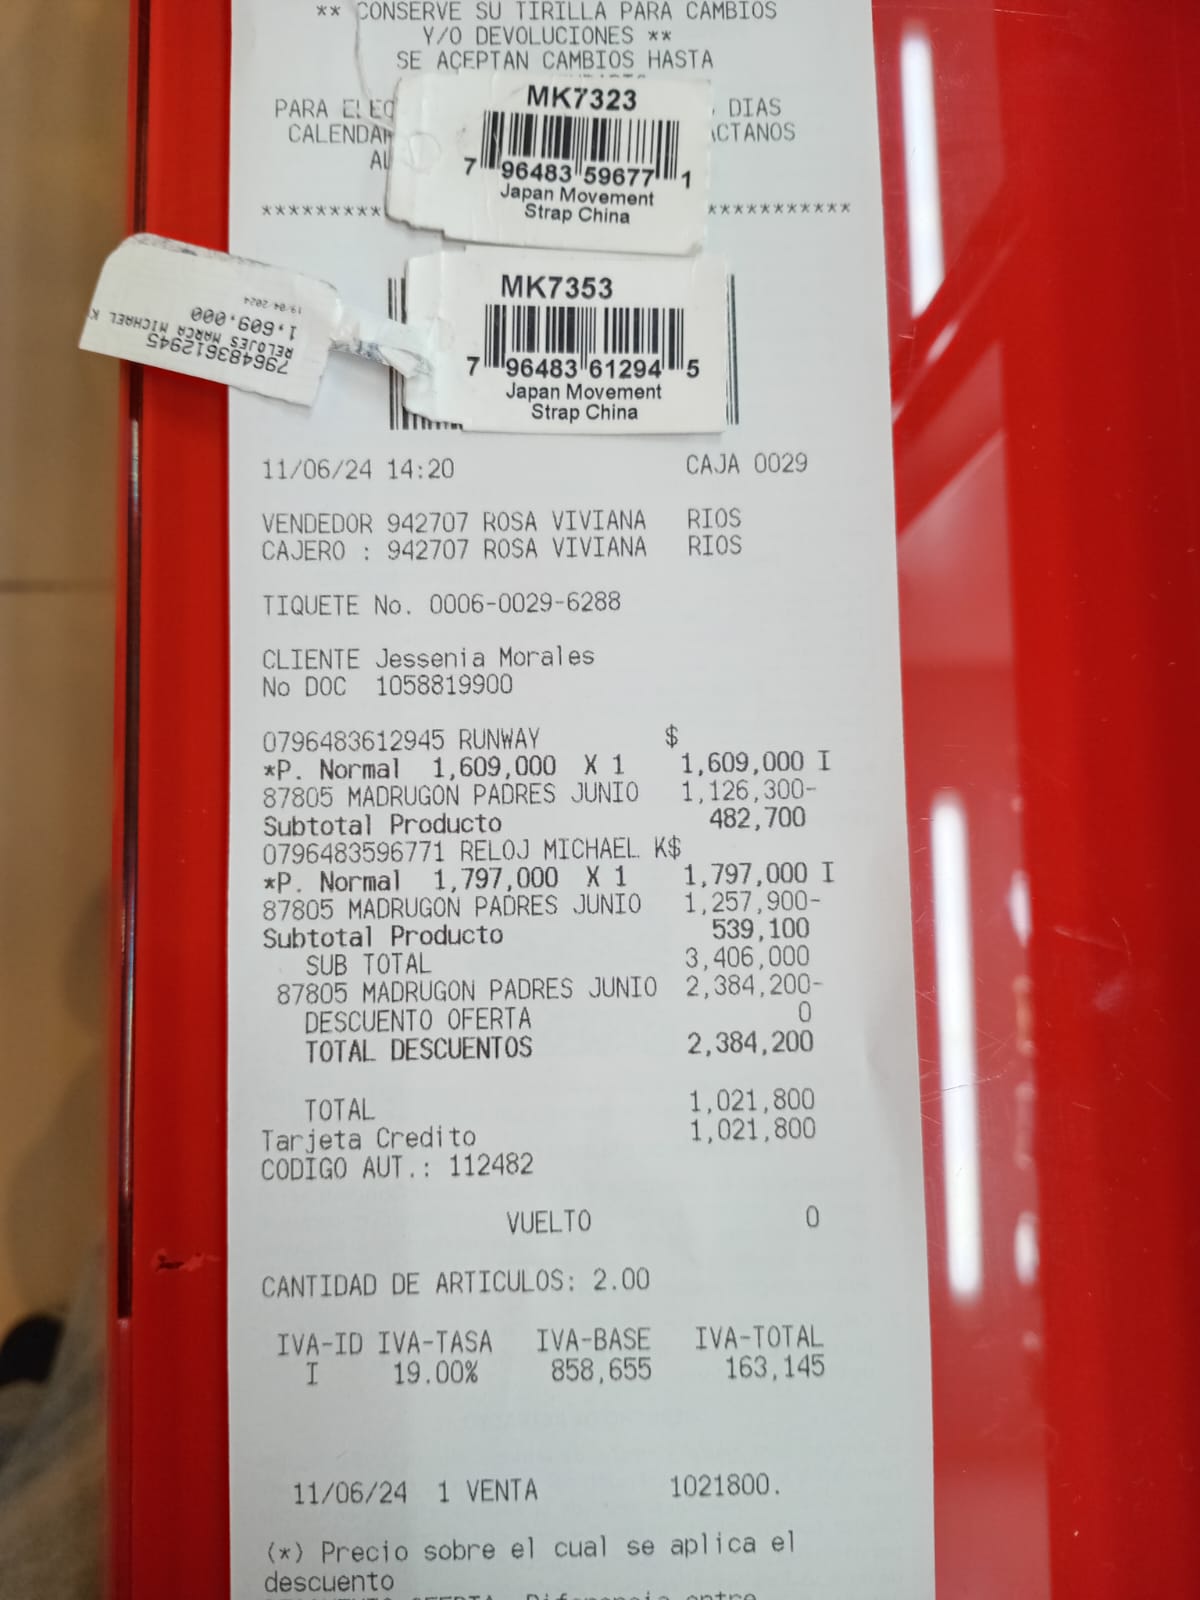 ** CONSERVE SU TIRILLA PARA CAMBIOS
Y/O DEVOLUCIONES **
SE ACEPTAN CAMBIOS HASTA
PARA DIAS
CALENDAR
*********
***********
MK7323
7 96483 59677 1
Japan Movement
Strap China
MK7353
7 96483 61294 5
Japan Movement
Strap China
796483612945
RELOJES MARCA MICHAEL K
1,609,000
19-04-2024
11/06/24 14:20 CAJA 0029
VENDEDOR 942707 ROSA VIVIANA RIOS
CAJERO : 942707 ROSA VIVIANA RIOS
TIQUETE No. 0006-0029-6288
CLIENTE Jessenia Morales
No DOC 1058819900
0796483612945 RUNWAY $
*P. Normal 1,609,000 X 1 1,609,000 I
87805 MADRUGON PADRES JUNIO 1,126,300-
Subtotal Producto 482,700
0796483596771 RELOJ MICHAEL K$
*P. Normal 1,797,000 X 1 1,797,000 I
87805 MADRUGON PADRES JUNIO 1,257,900-
Subtotal Producto 539,100
SUB TOTAL 3,406,000
87805 MADRUGON PADRES JUNIO 2,384,200-
DESCUENTO OFERTA 0
TOTAL DESCUENTOS 2,384,200
TOTAL 1,021,800
Tarjeta Credito 1,021,800
CODIGO AUT.: 112482
VUELTO 0
CANTIDAD DE ARTICULOS: 2.00
IVA-ID IVA-TASA IVA-BASE IVA-TOTAL
I 19.00% 858,655 163,145
11/06/24 1 VENTA 1021800.
(*) Precio sobre el cual se aplica el
descuento